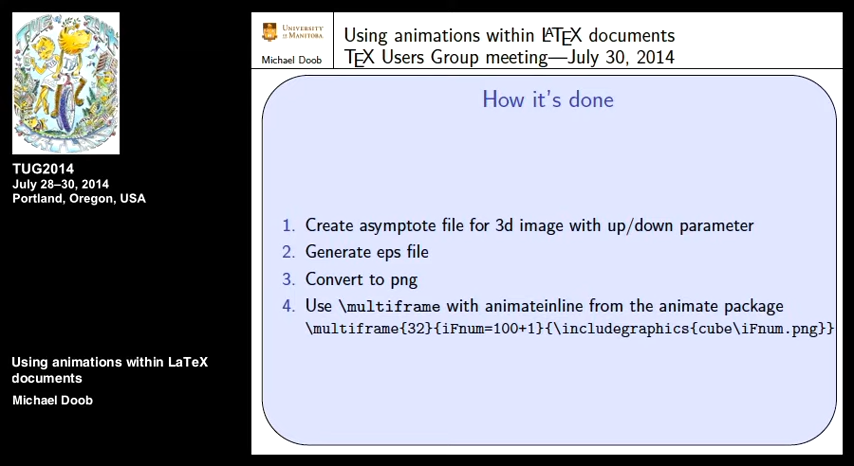 TUG2014
July 28–30, 2014
Portland, Oregon, USA
Using animations within LaTeX
documents
Michael Doob
UNIVERSITY
OF MANITOBA
Michael Doob
Using animations within LATEX documents
TEX Users Group meeting—July 30, 2014
How it's done
1. Create asymptote file for 3d image with up/down parameter
2. Generate eps file
3. Convert to png
4. Use \multiframe with animateinline from the animate package
\multiframe{32}{iFnum=100+1}{\includegraphics{cube\iFnum.png}}